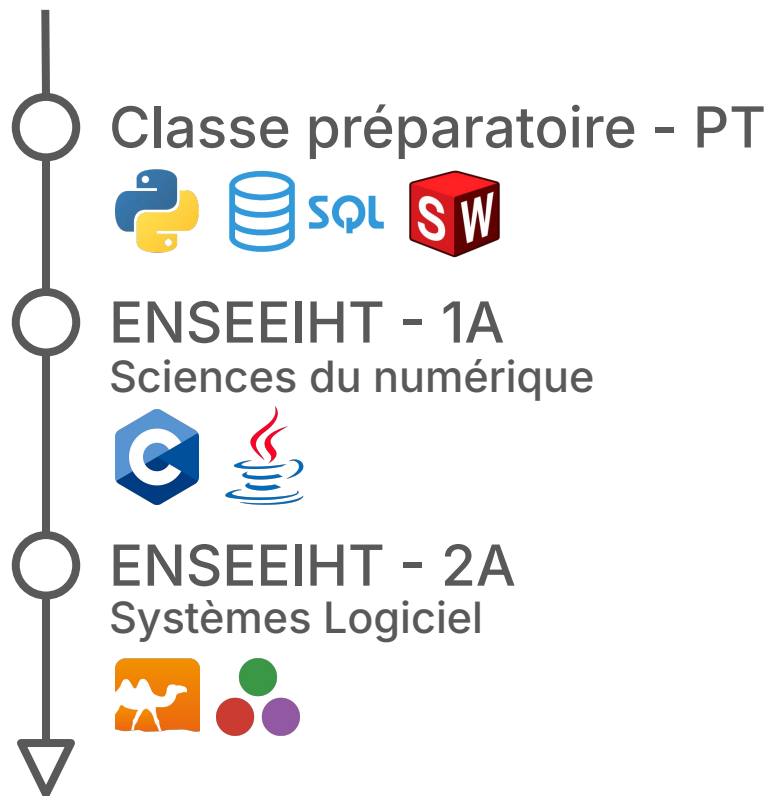 Classe préparatoire - PT
SQL
SW
ENSEEIHT - 1A
Sciences du numérique
C
ENSEEIHT - 2A
Systèmes Logiciel